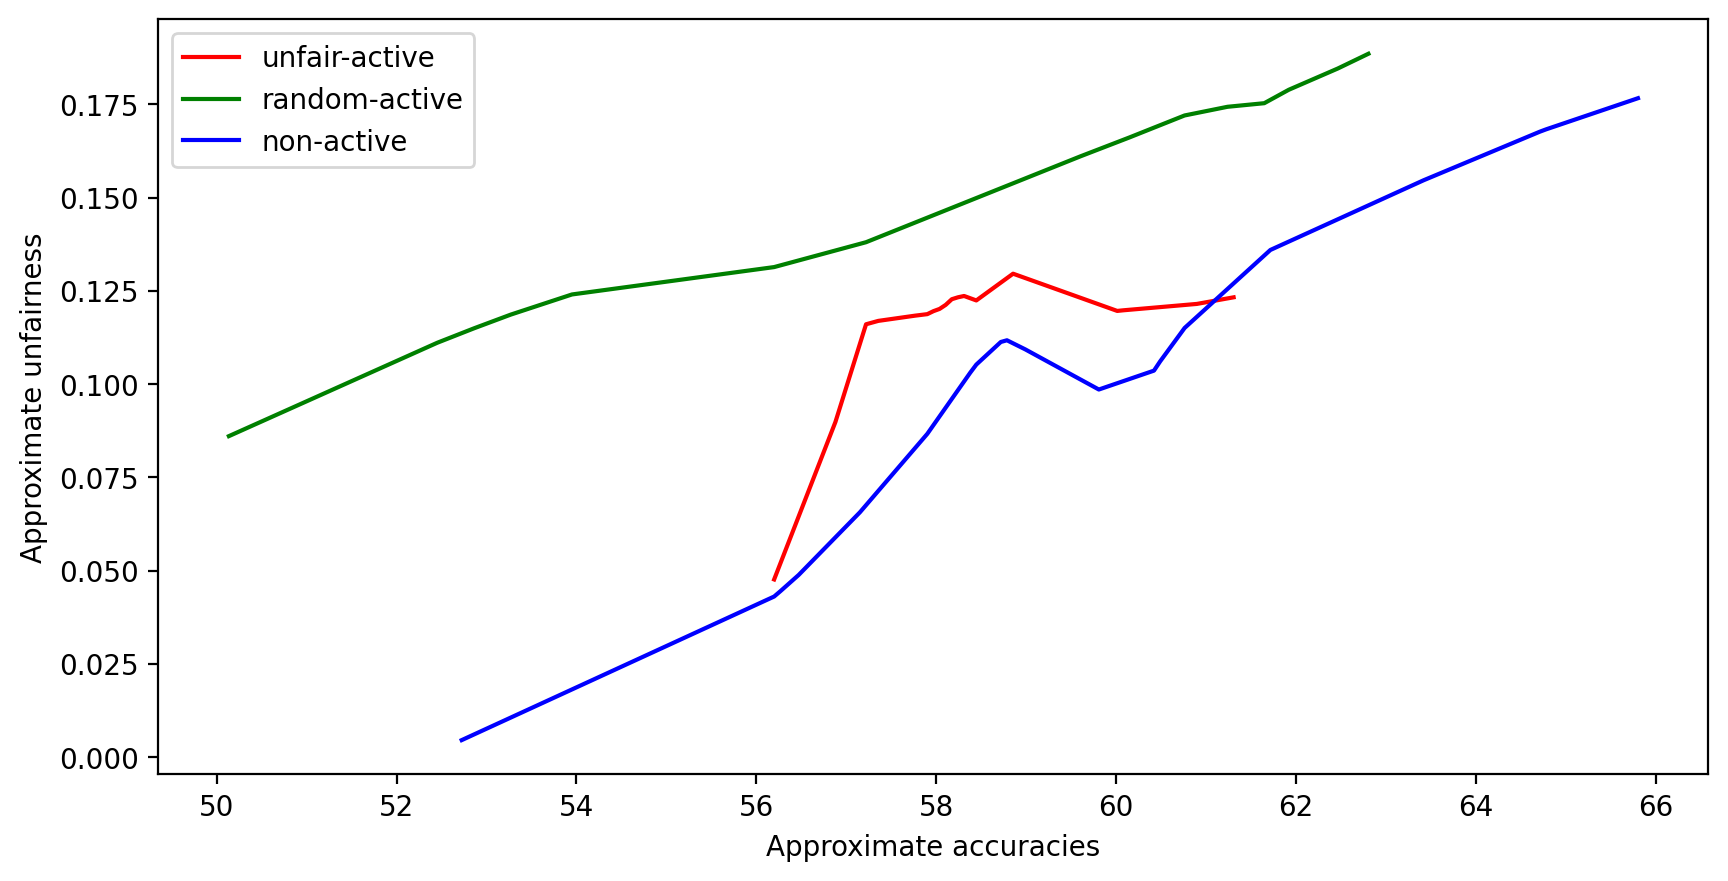 unfair-active
random-active
non-active
Approximate unfairness
0.175
0.150
0.125
0.100
0.075
0.050
0.025
0.000
50 52 54 56 58 60 62 64 66
Approximate accuracies